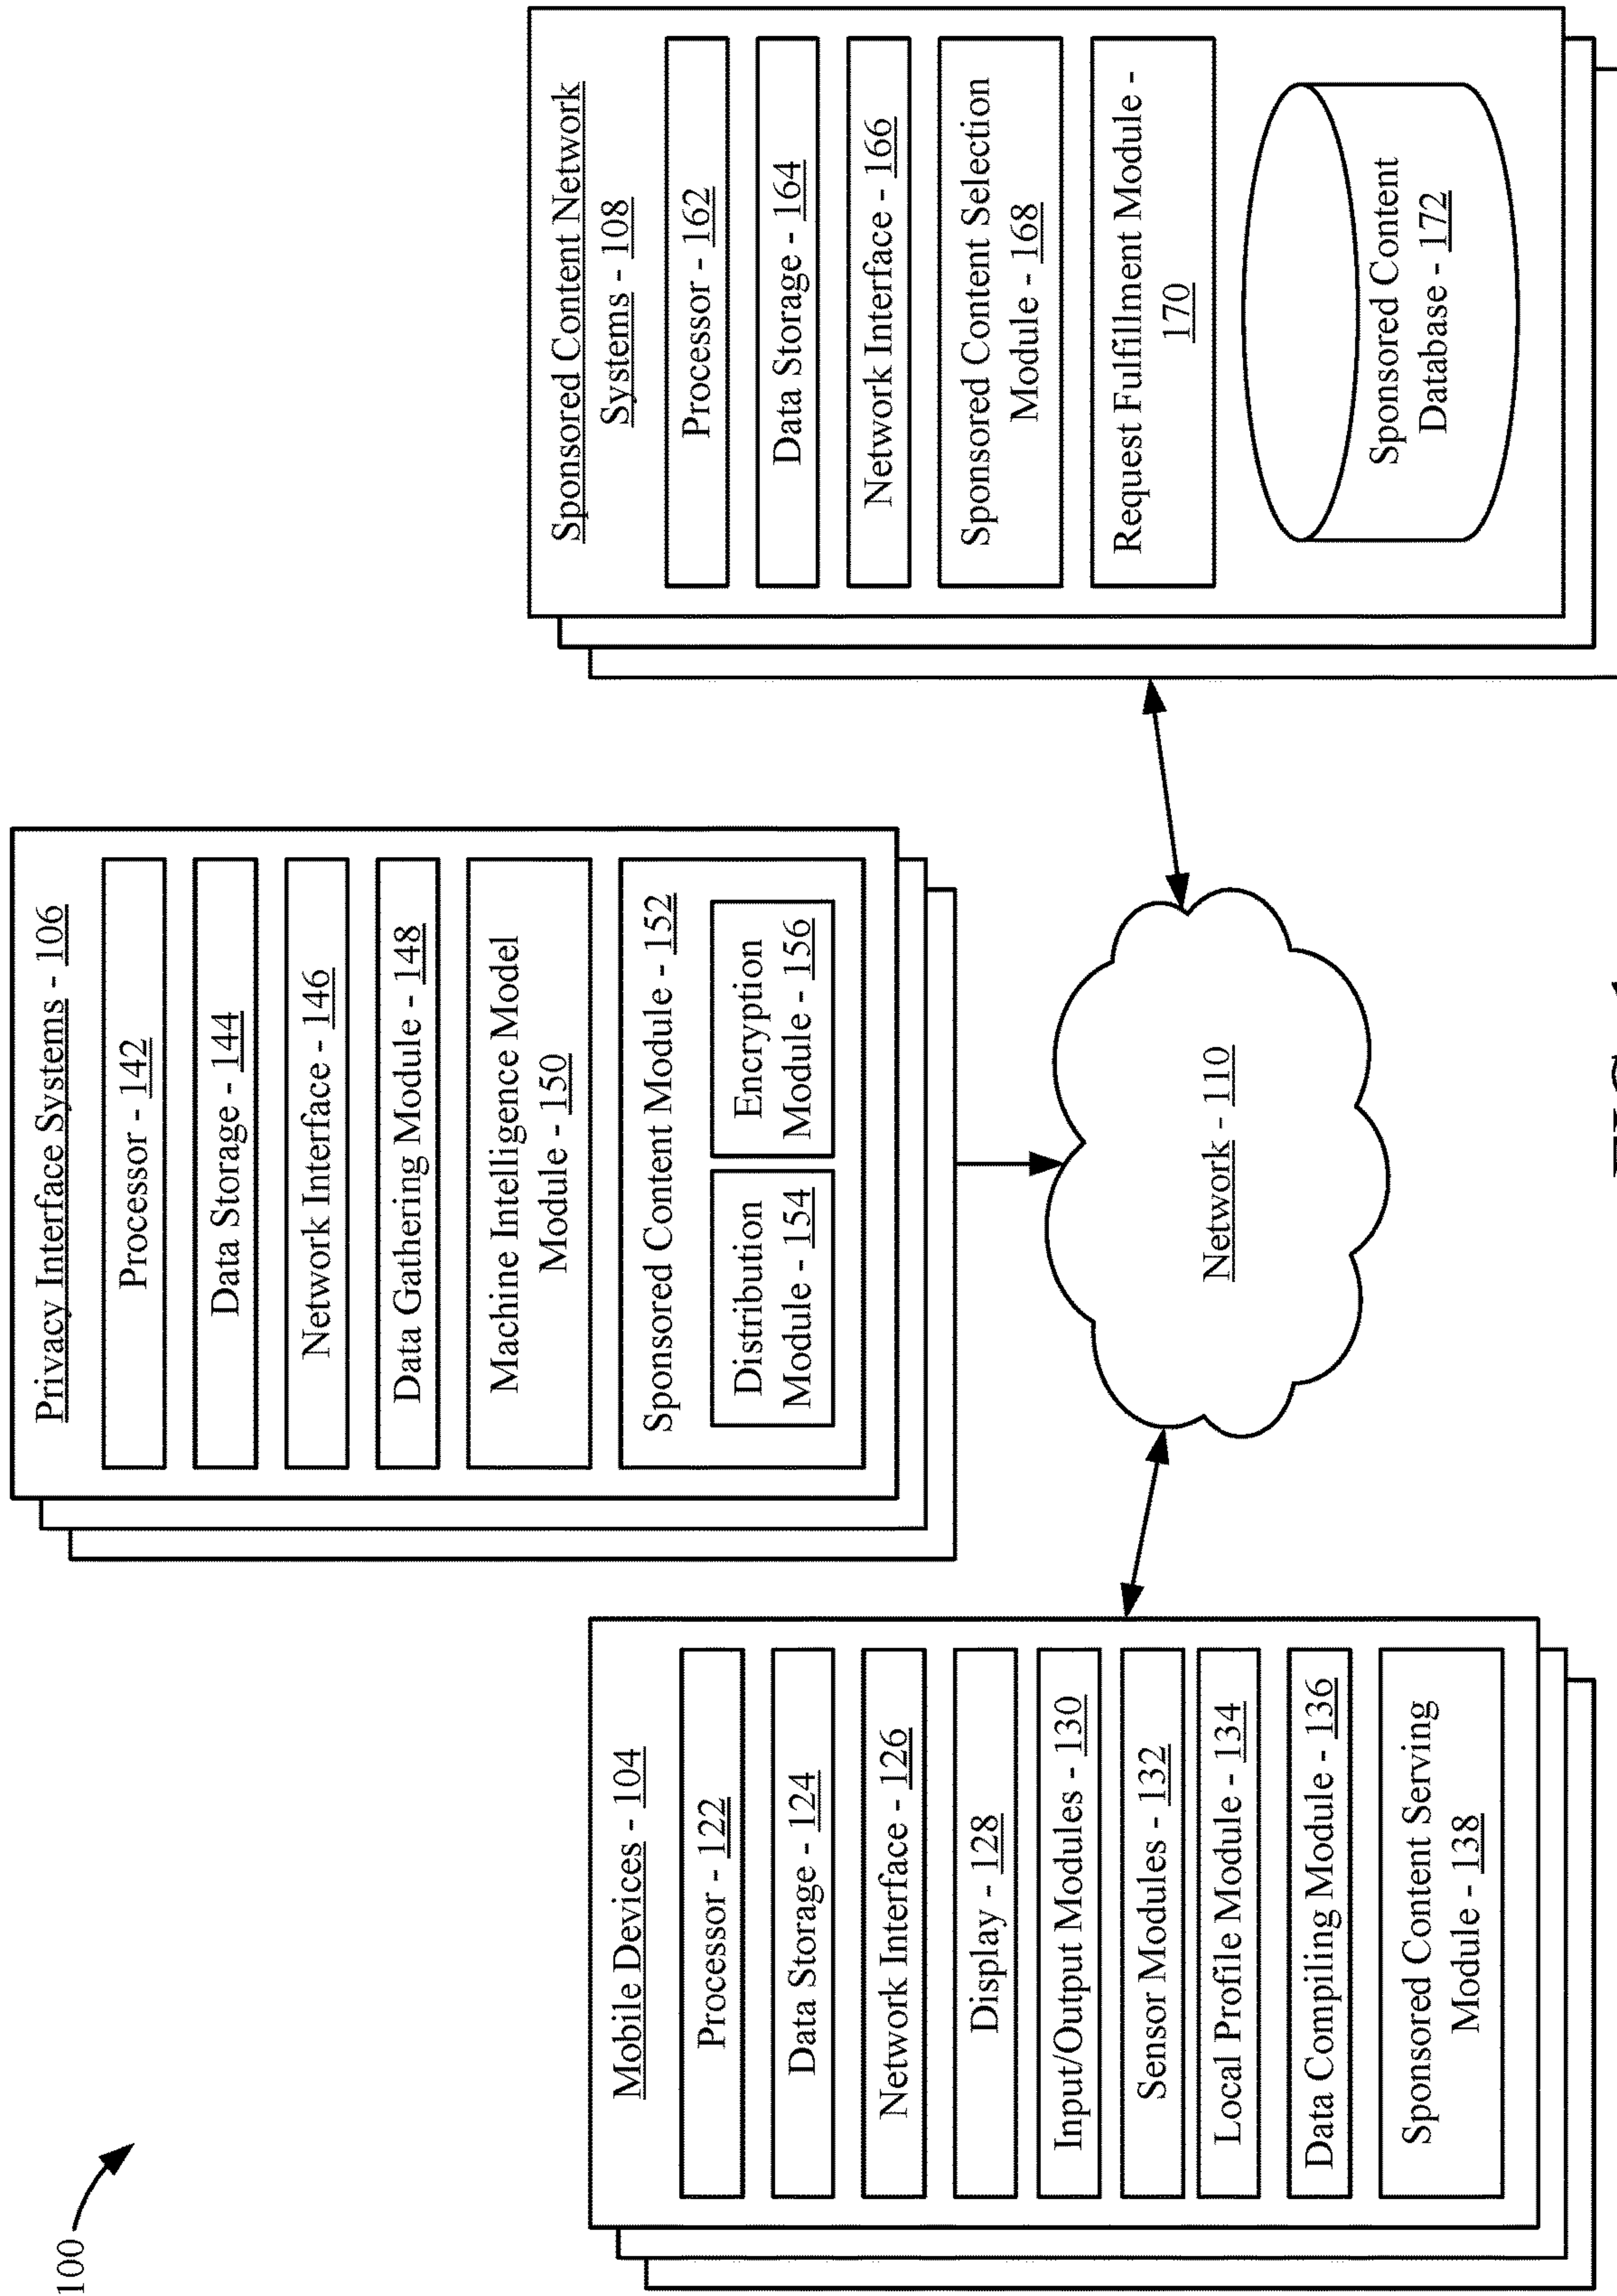 100
Mobile Devices - 104
Processor - 122
Data Storage - 124
Network Interface - 126
Display - 128
Input/Output Modules - 130
Sensor Modules - 132
Local Profile Module - 134
Data Compiling Module - 136
Sponsored Content Serving
Module - 138
Privacy Interface Systems - 106
Processor - 142
Data Storage - 144
Network Interface - 146
Data Gathering Module - 148
Machine Intelligence Model
Module - 150
Sponsored Content Module - 152
Distribution
Module - 154
Encryption
Module - 156
Network - 110
Sponsored Content Network
Systems - 108
Processor - 162
Data Storage - 164
Network Interface - 166
Sponsored Content Selection
Module - 168
Request Fulfillment Module -
170
Sponsored Content
Database - 172